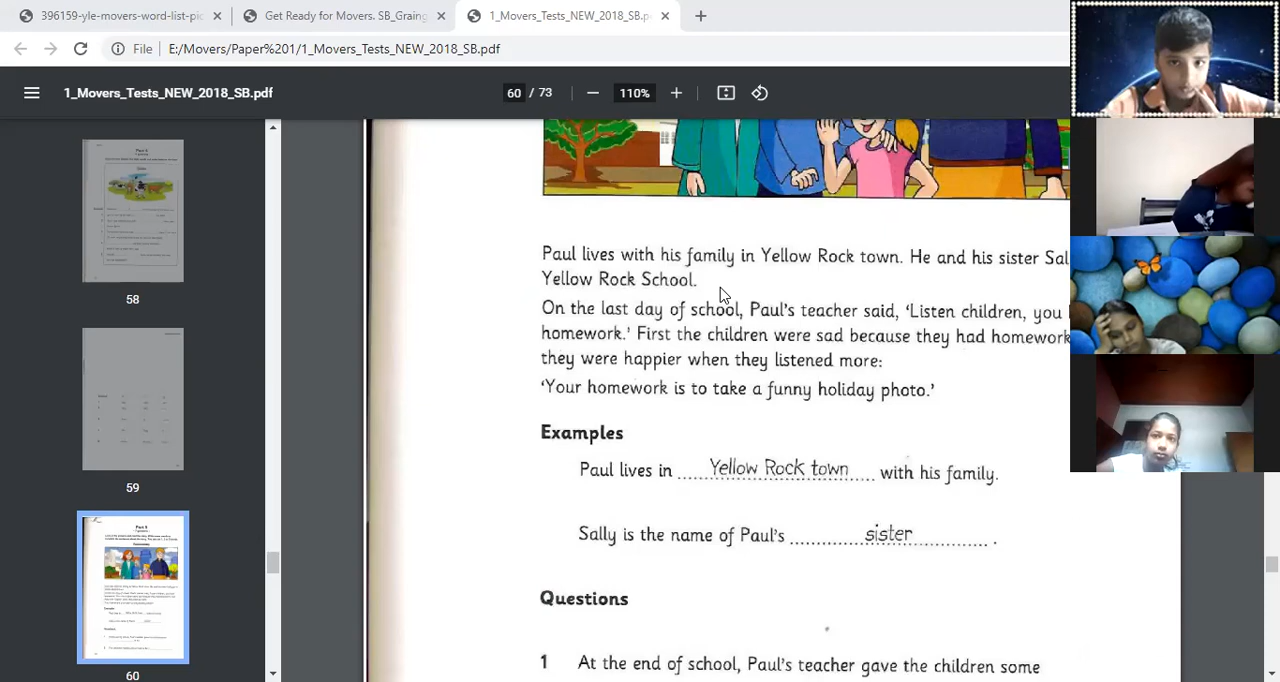 396159-yle-movers-word-list-pic
Get Ready for Movers. SB_Graing
1_Movers_Tests_NEW_2018_SB.p
File E:/Movers/Paper%201/1_Movers_Tests_NEW_2018_SB.pdf
1_Movers_Tests_NEW_2018_SB.pdf
60 / 73
110%
58
59
60
Paul lives with his family in Yellow Rock town. He and his sister Sal
Yellow Rock School.
On the last day of school, Paul's teacher said, 'Listen children, you
homework.' First the children were sad because they had homework
they were happier when they listened more:
'Your homework is to take a funny holiday photo.'
Examples
Paul lives in Yellow Rock town with his family.
Sally is the name of Paul's sister.
Questions
1 At the end of school, Paul's teacher gave the children some